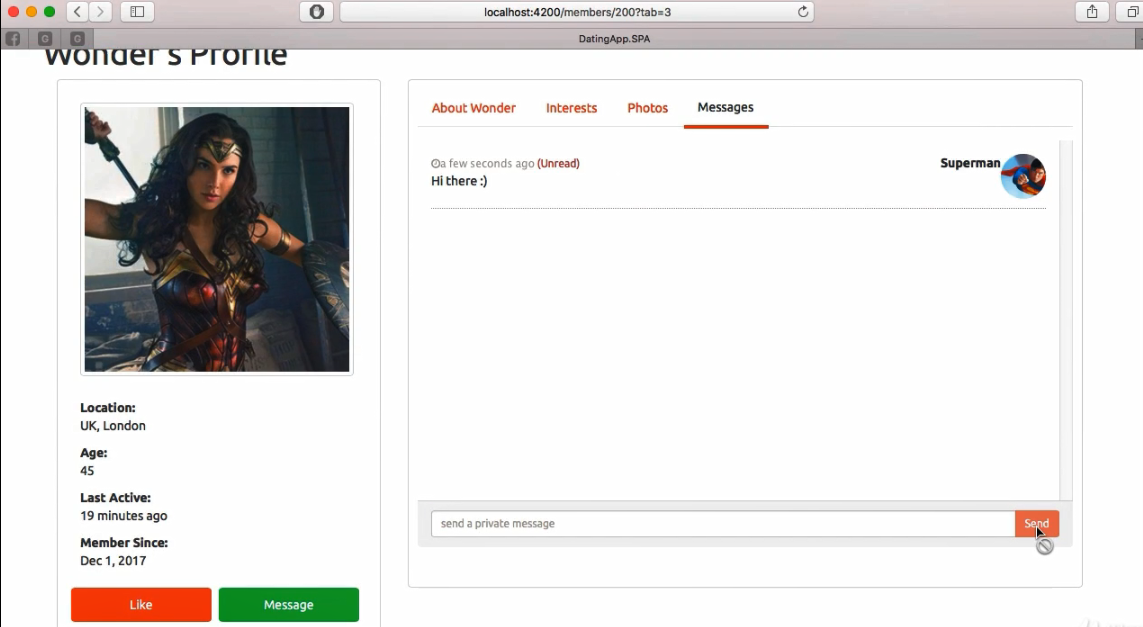 localhost:4200/members/200?tab=3
DatingApp.SPA
Wonder's Profile
About Wonder Interests Photos Messages
a few seconds ago (Unread) Superman
Hi there :)
Location:
UK, London
Age:
45
Last Active:
19 minutes ago
send a private message Send
Member Since:
Dec 1, 2017
Like Message